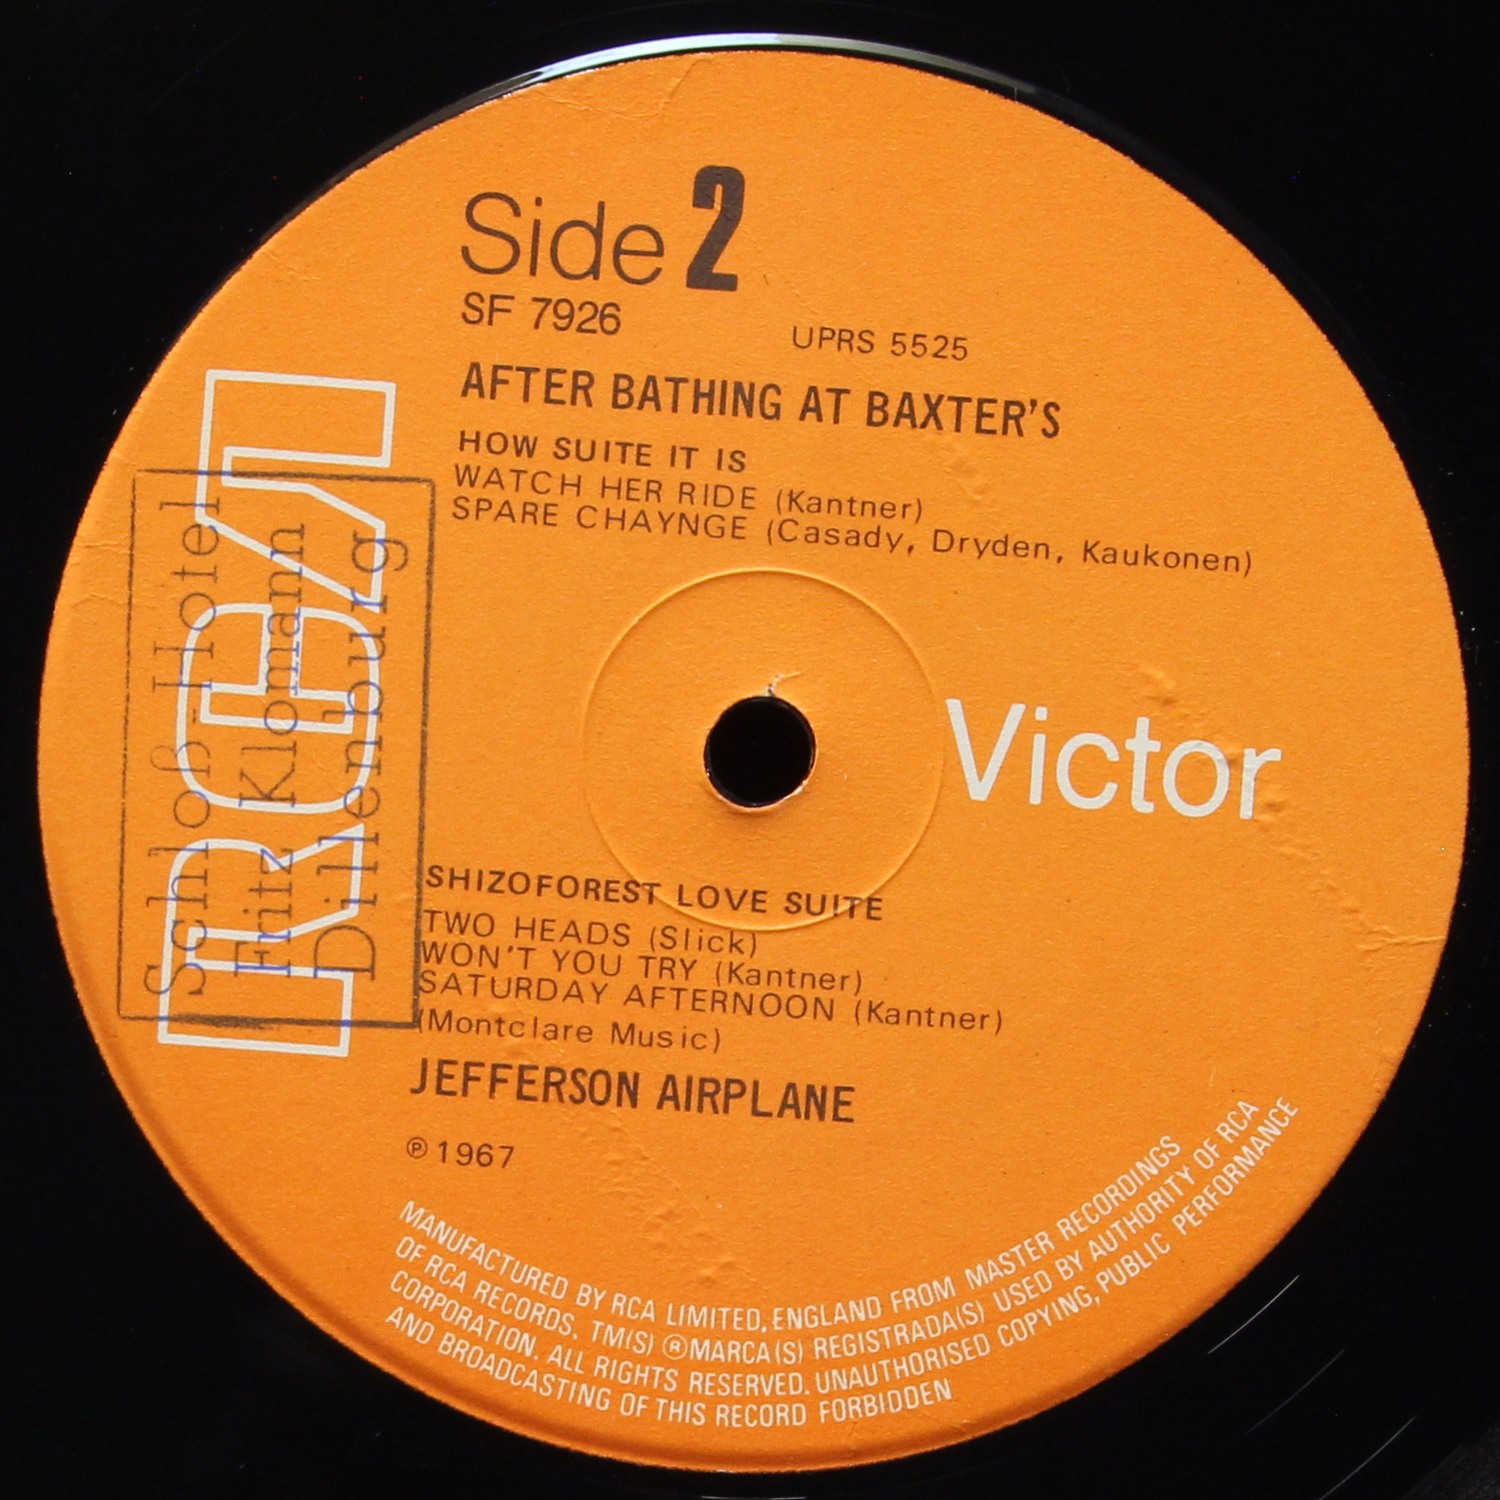 Side 2
SF 7926
UPRS 5525
AFTER BATHING AT BAXTER'S
HOW SUITE IT IS
WATCH HER RIDE (Kantner)
SPARE CHAYNGE (Casady, Dryden, Kaukonen)
RCA
Victor
Schloß-Hotel
Fritz Klomann
Dillenburg
SHIZOFOREST LOVE SUITE
TWO HEADS (Slick)
WON'T YOU TRY (Kantner)
SATURDAY AFTERNOON (Kantner)
(Montclare Music)
JEFFERSON AIRPLANE
℗ 1967
MANUFACTURED BY RCA LIMITED, ENGLAND FROM MASTER RECORDINGS
OF RCA RECORDS. TM(S) ® MARCA(S) REGISTRADA(S) USED BY AUTHORITY OF RCA
CORPORATION. ALL RIGHTS RESERVED. UNAUTHORISED COPYING, PUBLIC PERFORMANCE
AND BROADCASTING OF THIS RECORD FORBIDDEN